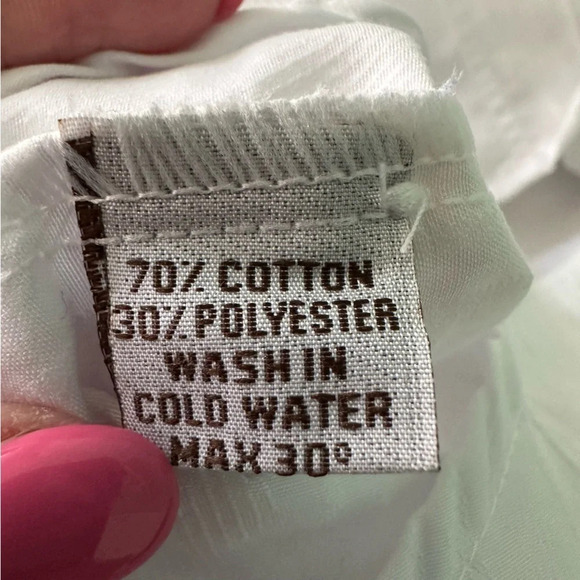 70% COTTON
30% POLYESTER
WASH IN
COLD WATER
MAX 30°